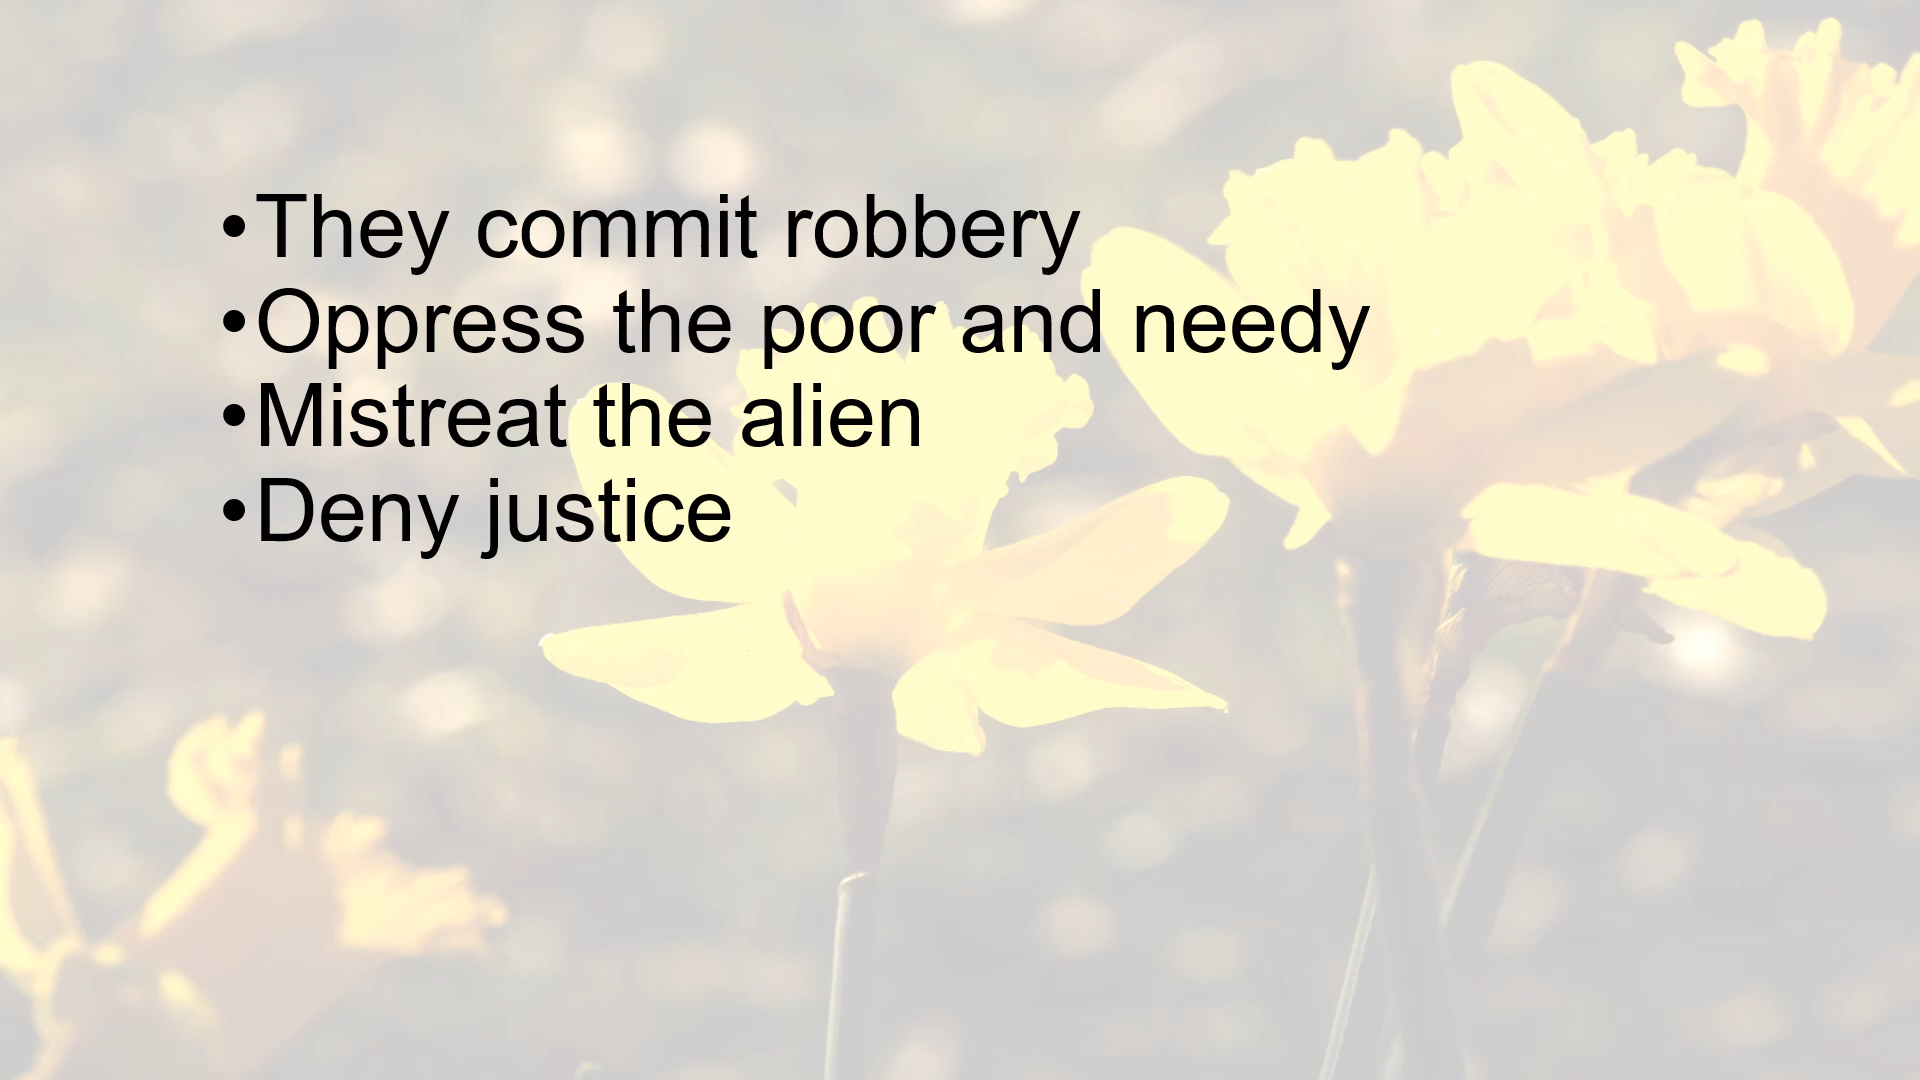 •They commit robbery
•Oppress the poor and needy
•Mistreat the alien
•Deny justice